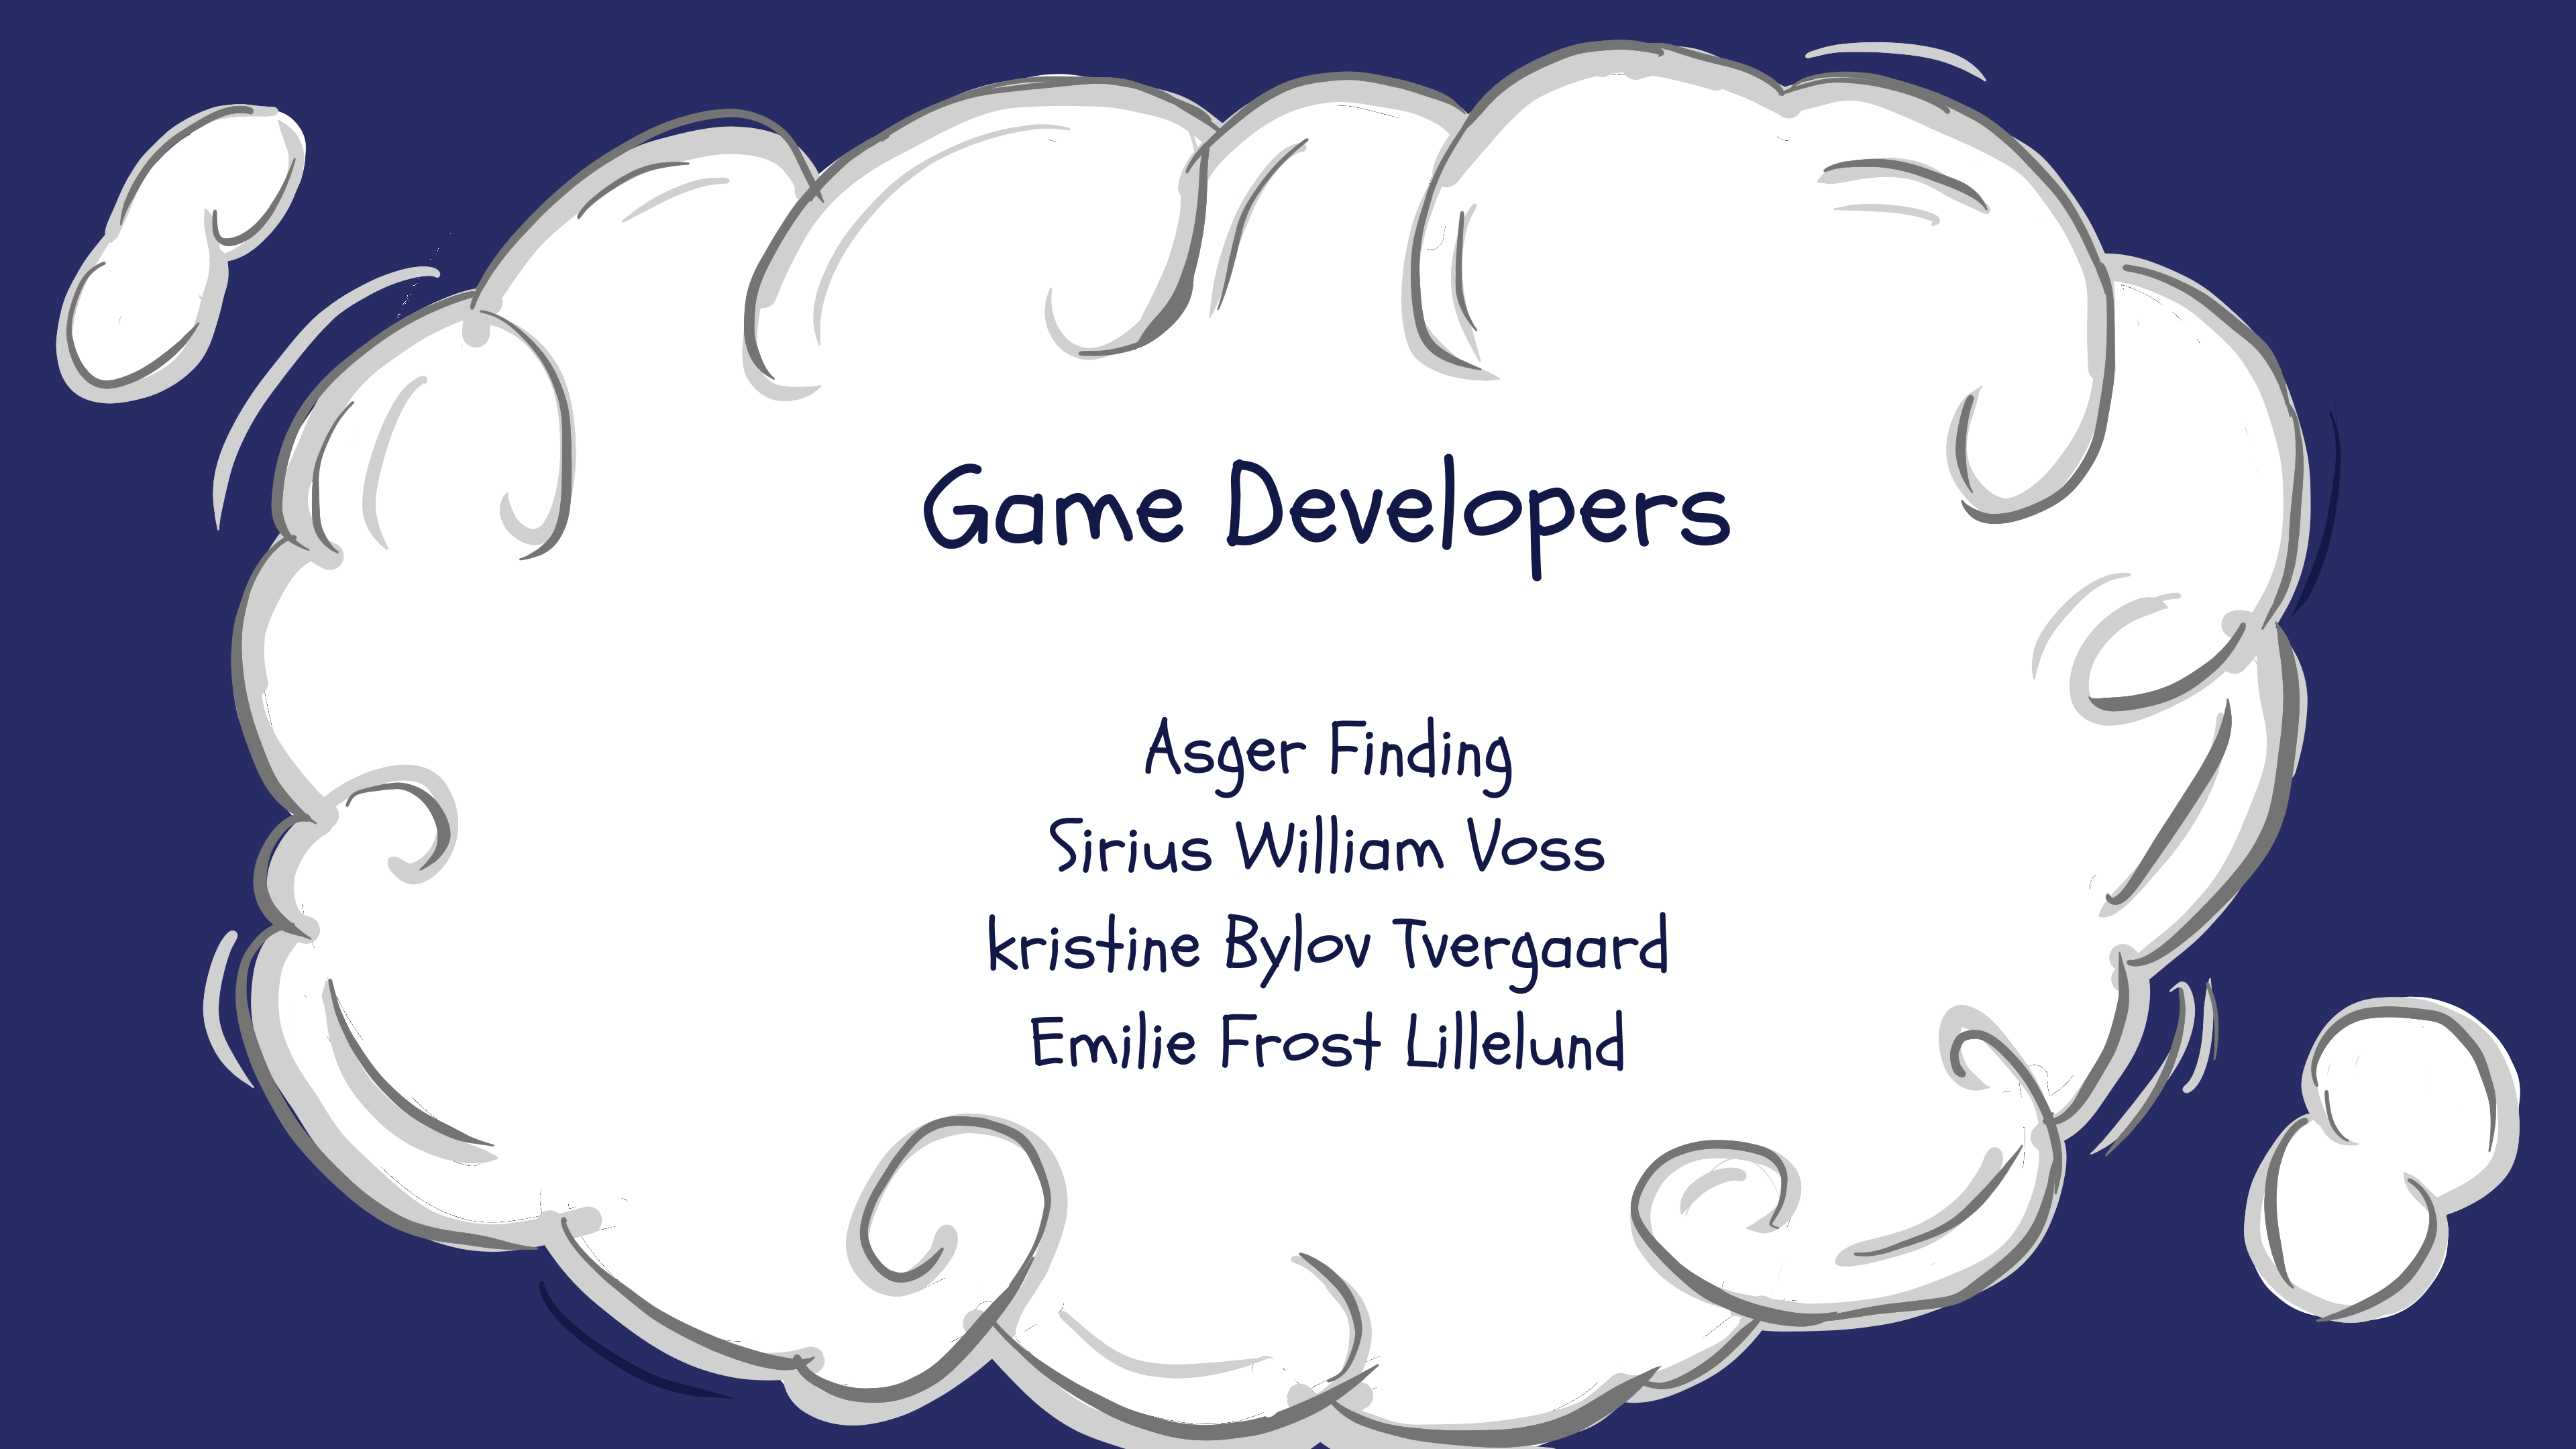 Game Developers
Asger Finding
Sirius William Voss
kristine Bylov Tvergaard
Emilie Frost Lillelund